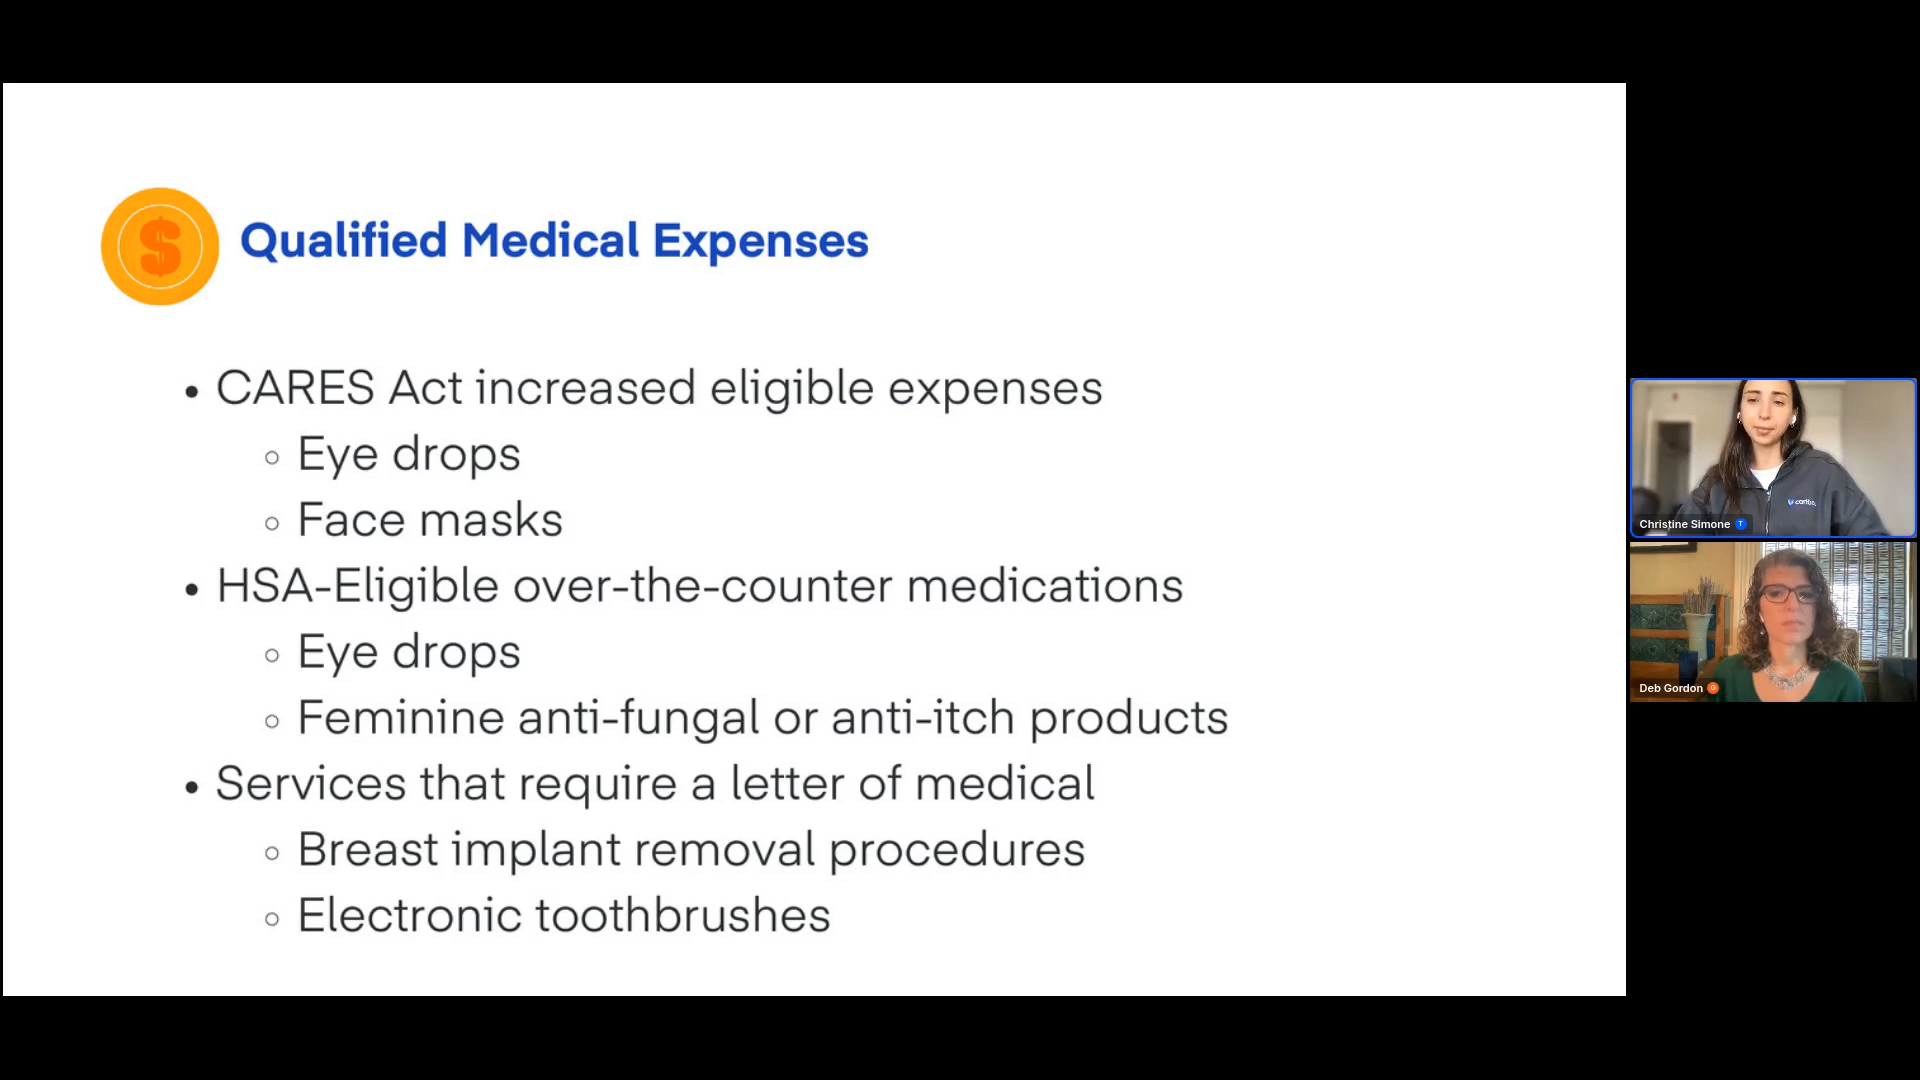 $
Qualified Medical Expenses
• CARES Act increased eligible expenses
◦ Eye drops
◦ Face masks
• HSA-Eligible over-the-counter medications
◦ Eye drops
◦ Feminine anti-fungal or anti-itch products
• Services that require a letter of medical
◦ Breast implant removal procedures
◦ Electronic toothbrushes
Christine Simone T
Deb Gordon G